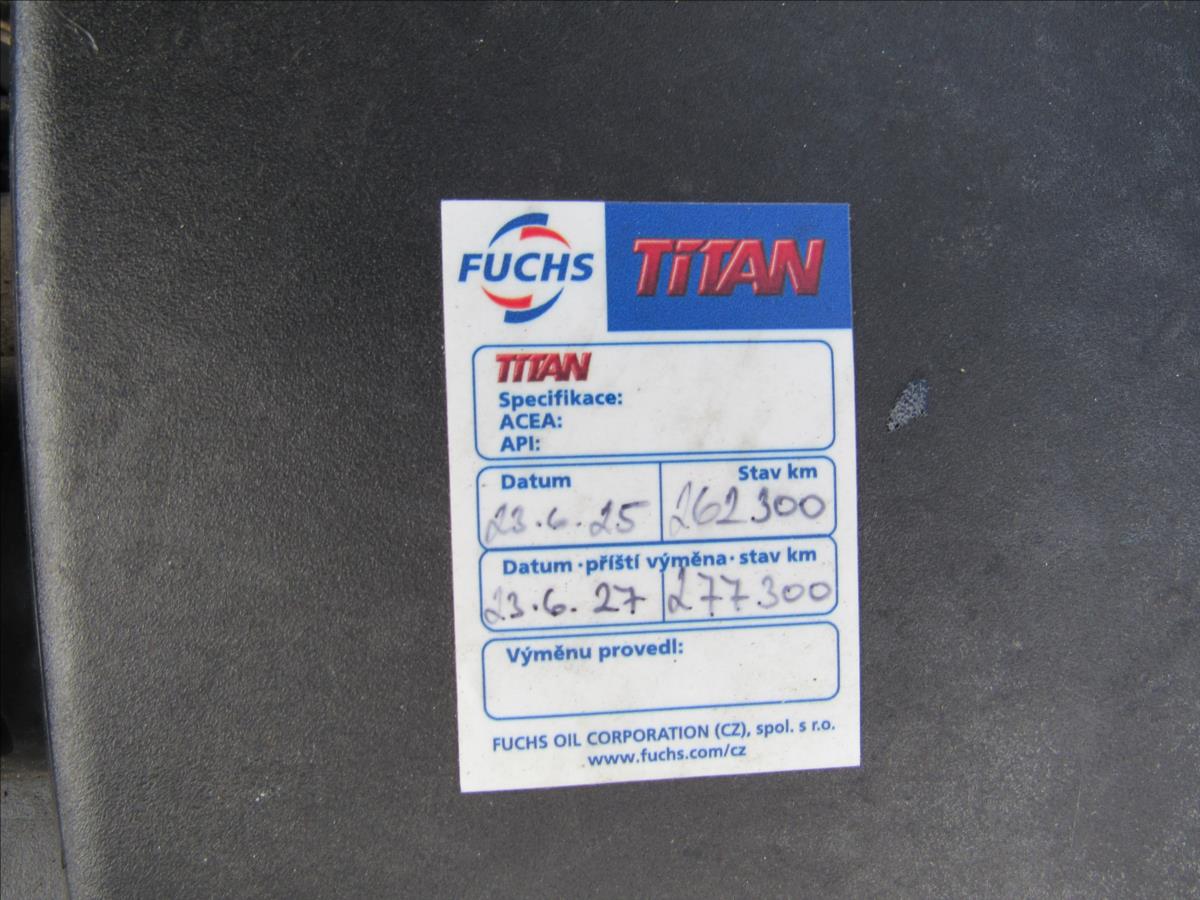 FUCHS TITAN
TITAN
Specifikace:
ACEA:
API:
Datum Stav km
23.6.25 262300
Datum · příští výměna · stav km
23.6.27 277300
Výměnu provedl:
FUCHS OIL CORPORATION (CZ), spol. s r.o.
www.fuchs.com/cz